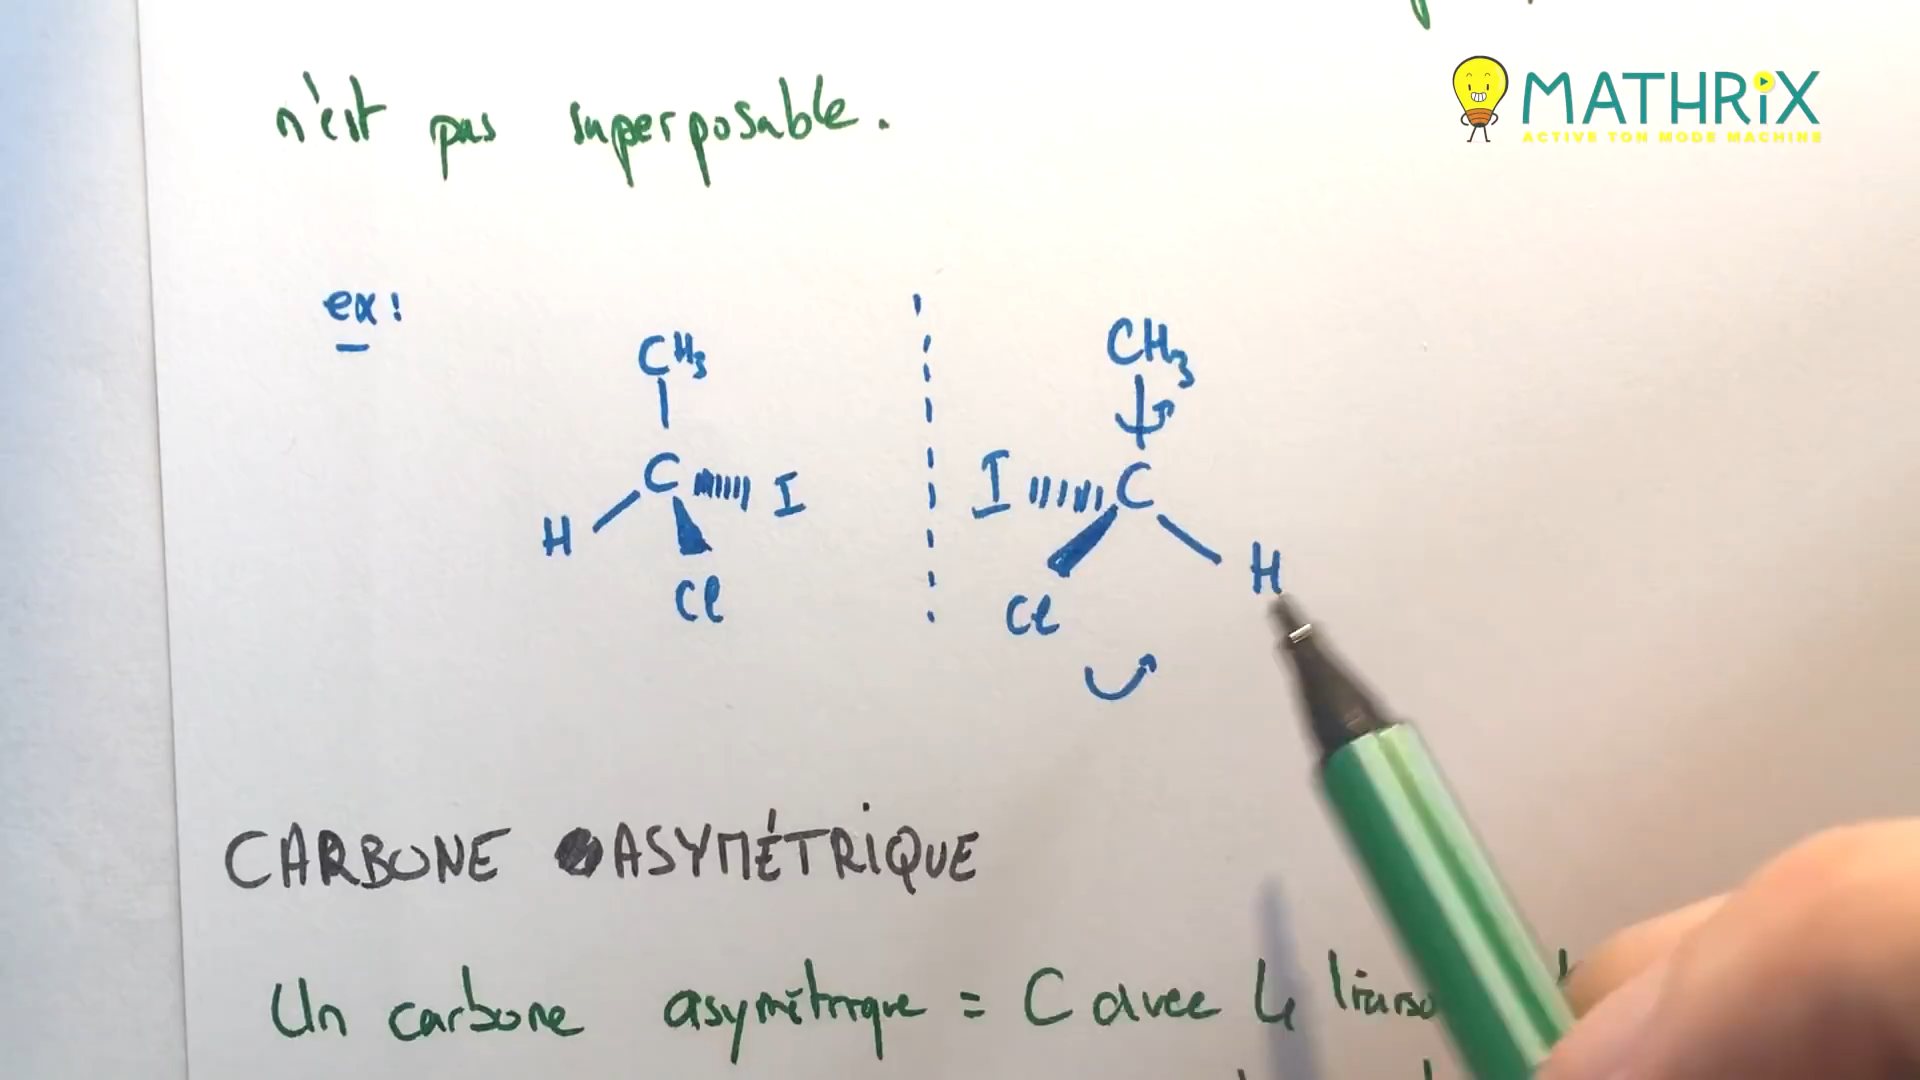 n'est pas superposable.
MATHRiX
ACTIVE TON MODE MACHINE
ex:
CH3
C
I
H
Cl
CH3
I
C
H
Cl
CARBONE ASYMÉTRIQUE
Un carbone asymétrique = C avec 4